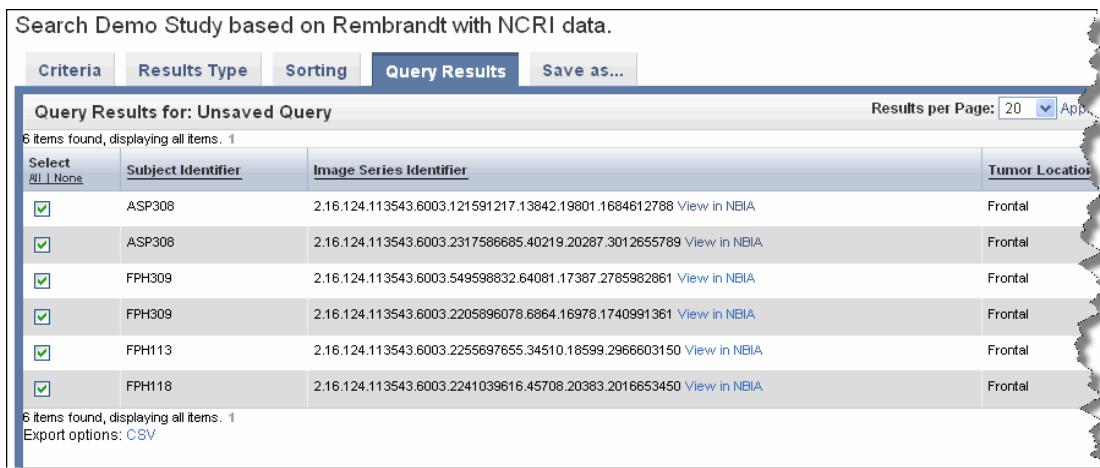 Search Demo Study based on Rembrandt with NCRI data.
Criteria Results Type Sorting Query Results Save as...
Query Results for: Unsaved Query Results per Page: 20
6 items found, displaying all items. 1
Select
All | None Subject Identifier Image Series Identifier Tumor Location
ASP308 2.16.124.113543.6003.121591217.13842.19801.1684612788 View in NBIA Frontal
ASP308 2.16.124.113543.6003.2317586685.40219.20287.3012655789 View in NBIA Frontal
FPH309 2.16.124.113543.6003.549598832.64081.17387.2785982861 View in NBIA Frontal
FPH309 2.16.124.113543.6003.2205896078.6864.16978.1740991361 View in NBIA Frontal
FPH113 2.16.124.113543.6003.2255697655.34510.18599.2966603150 View in NBIA Frontal
FPH118 2.16.124.113543.6003.2241039616.45708.20383.2016653450 View in NBIA Frontal
6 items found, displaying all items. 1
Export options: CSV